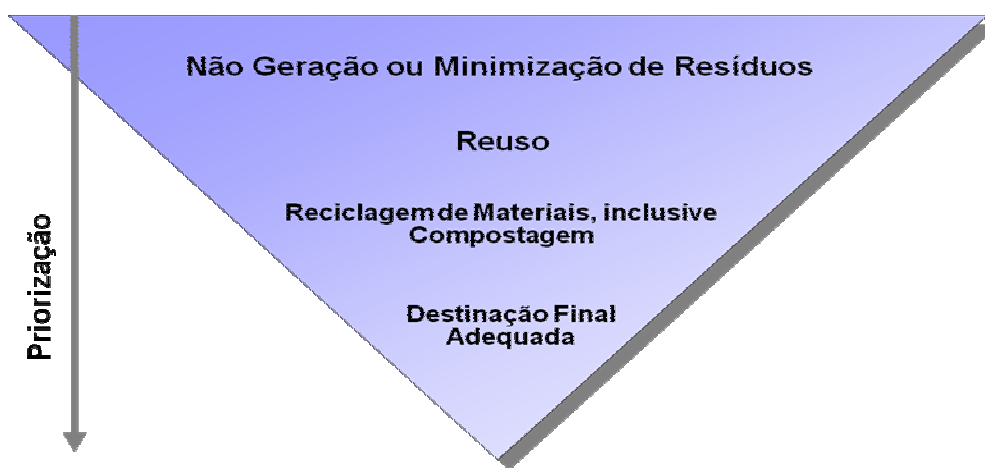 Não Geração ou Minimização de Resíduos
Reuso
Reciclagem de Materiais, inclusive
Compostagem
Destinação Final
Adequada
Priorização